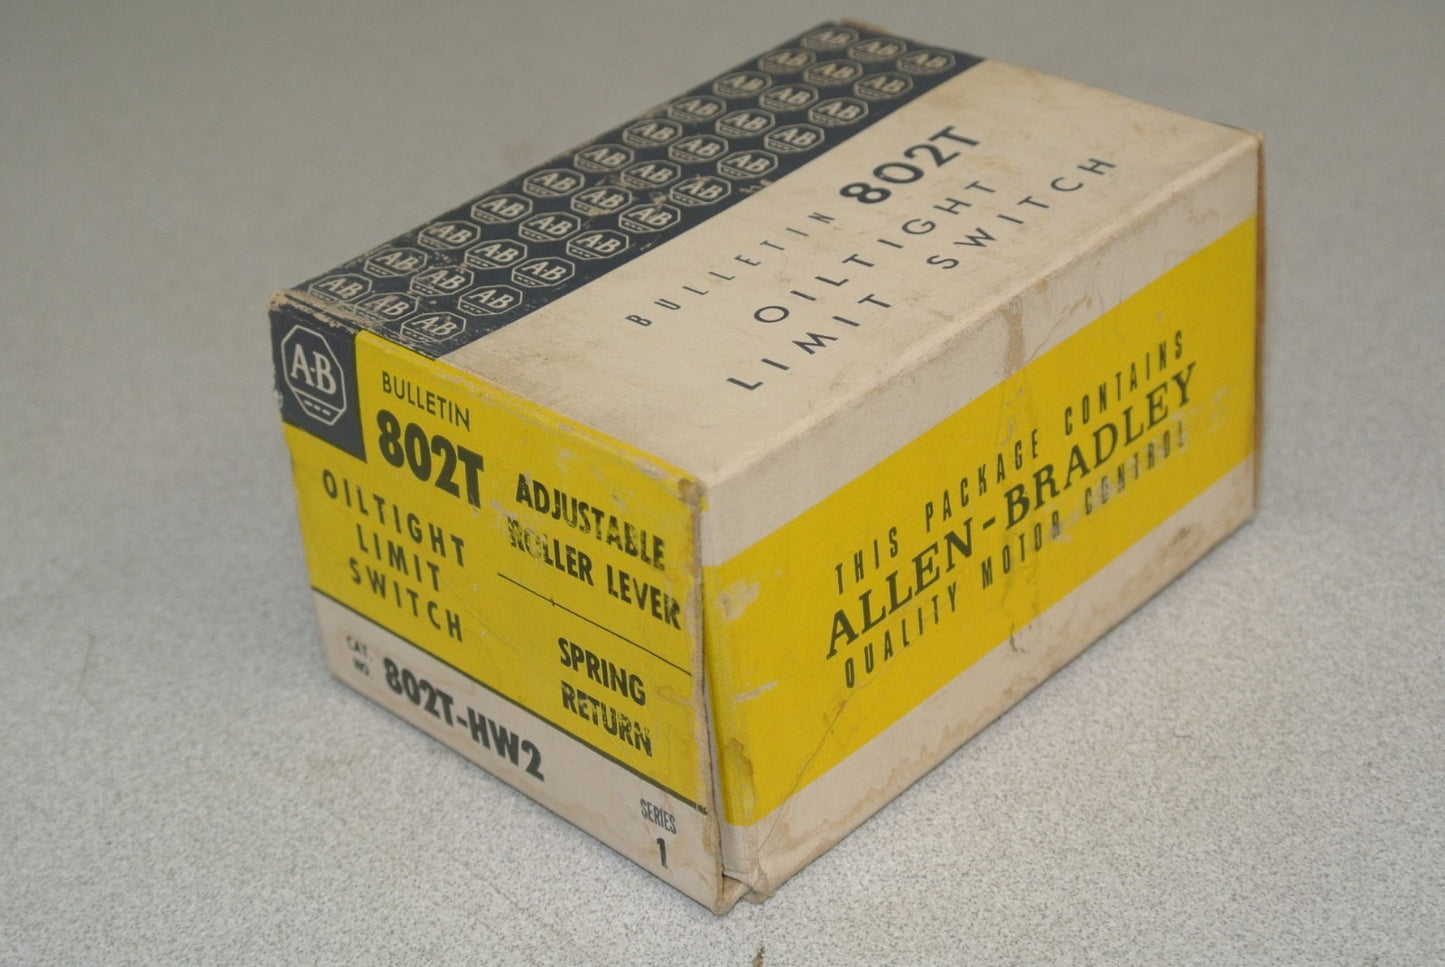 BULLETIN 802T
OILTIGHT
LIMIT SWITCH
A-B
BULLETIN
802T
OILTIGHT
LIMIT
SWITCH
ADJUSTABLE
ROLLER LEVER
SPRING
RETURN
CAT.
NO
802T-HW2
SERIES
1
THIS PACKAGE CONTAINS
ALLEN-BRADLEY
QUALITY MOTOR CONTROL